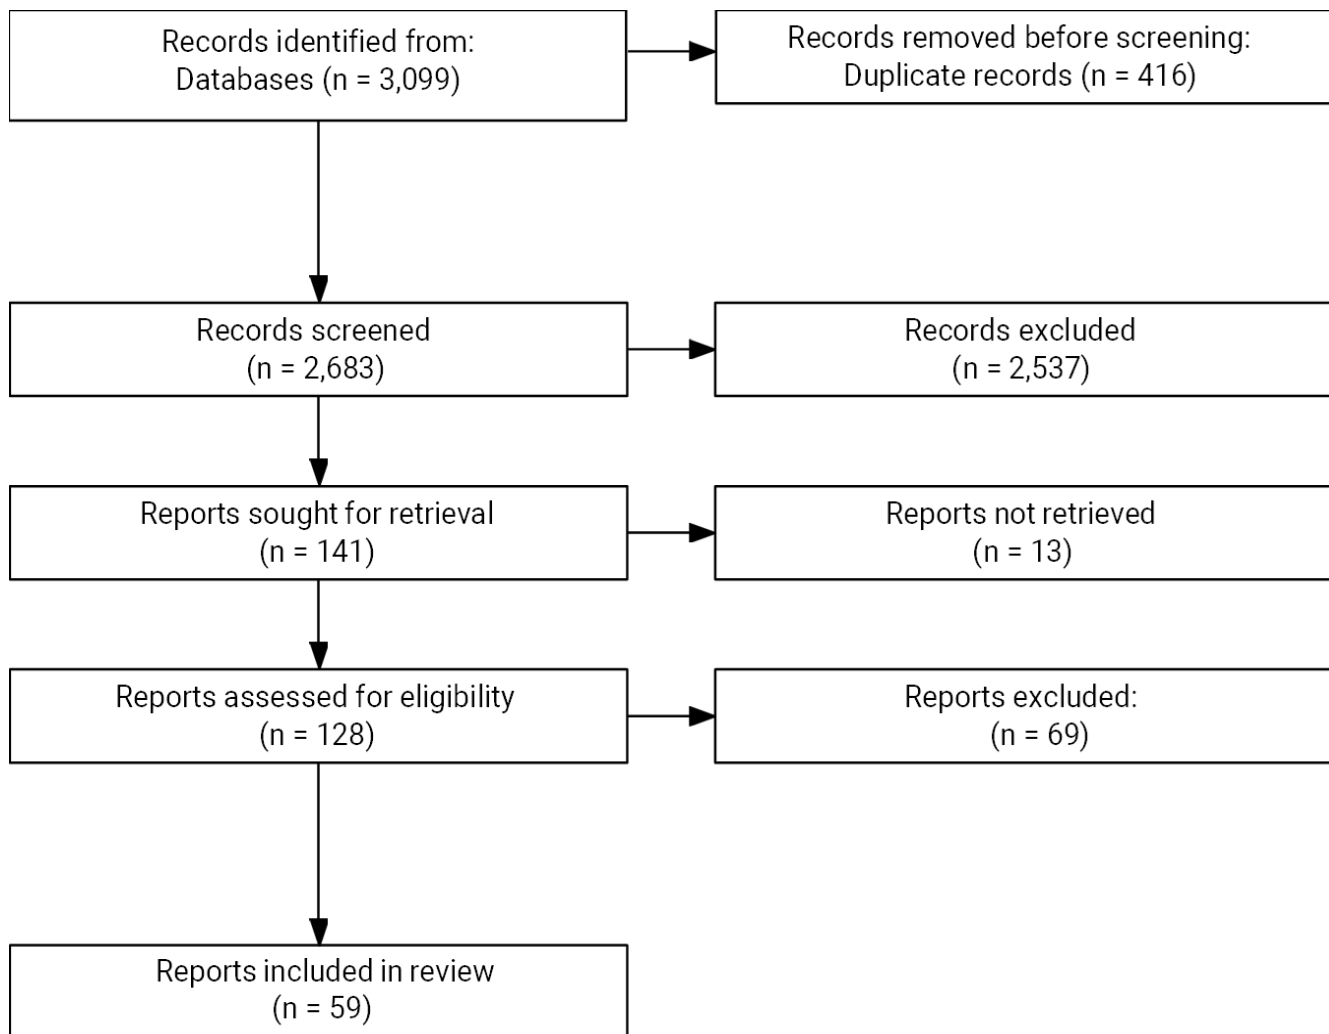 Records identified from:
Databases (n = 3,099)
Records removed before screening:
Duplicate records (n = 416)
Records screened
(n = 2,683)
Records excluded
(n = 2,537)
Reports sought for retrieval
(n = 141)
Reports not retrieved
(n = 13)
Reports assessed for eligibility
(n = 128)
Reports excluded:
(n = 69)
Reports included in review
(n = 59)